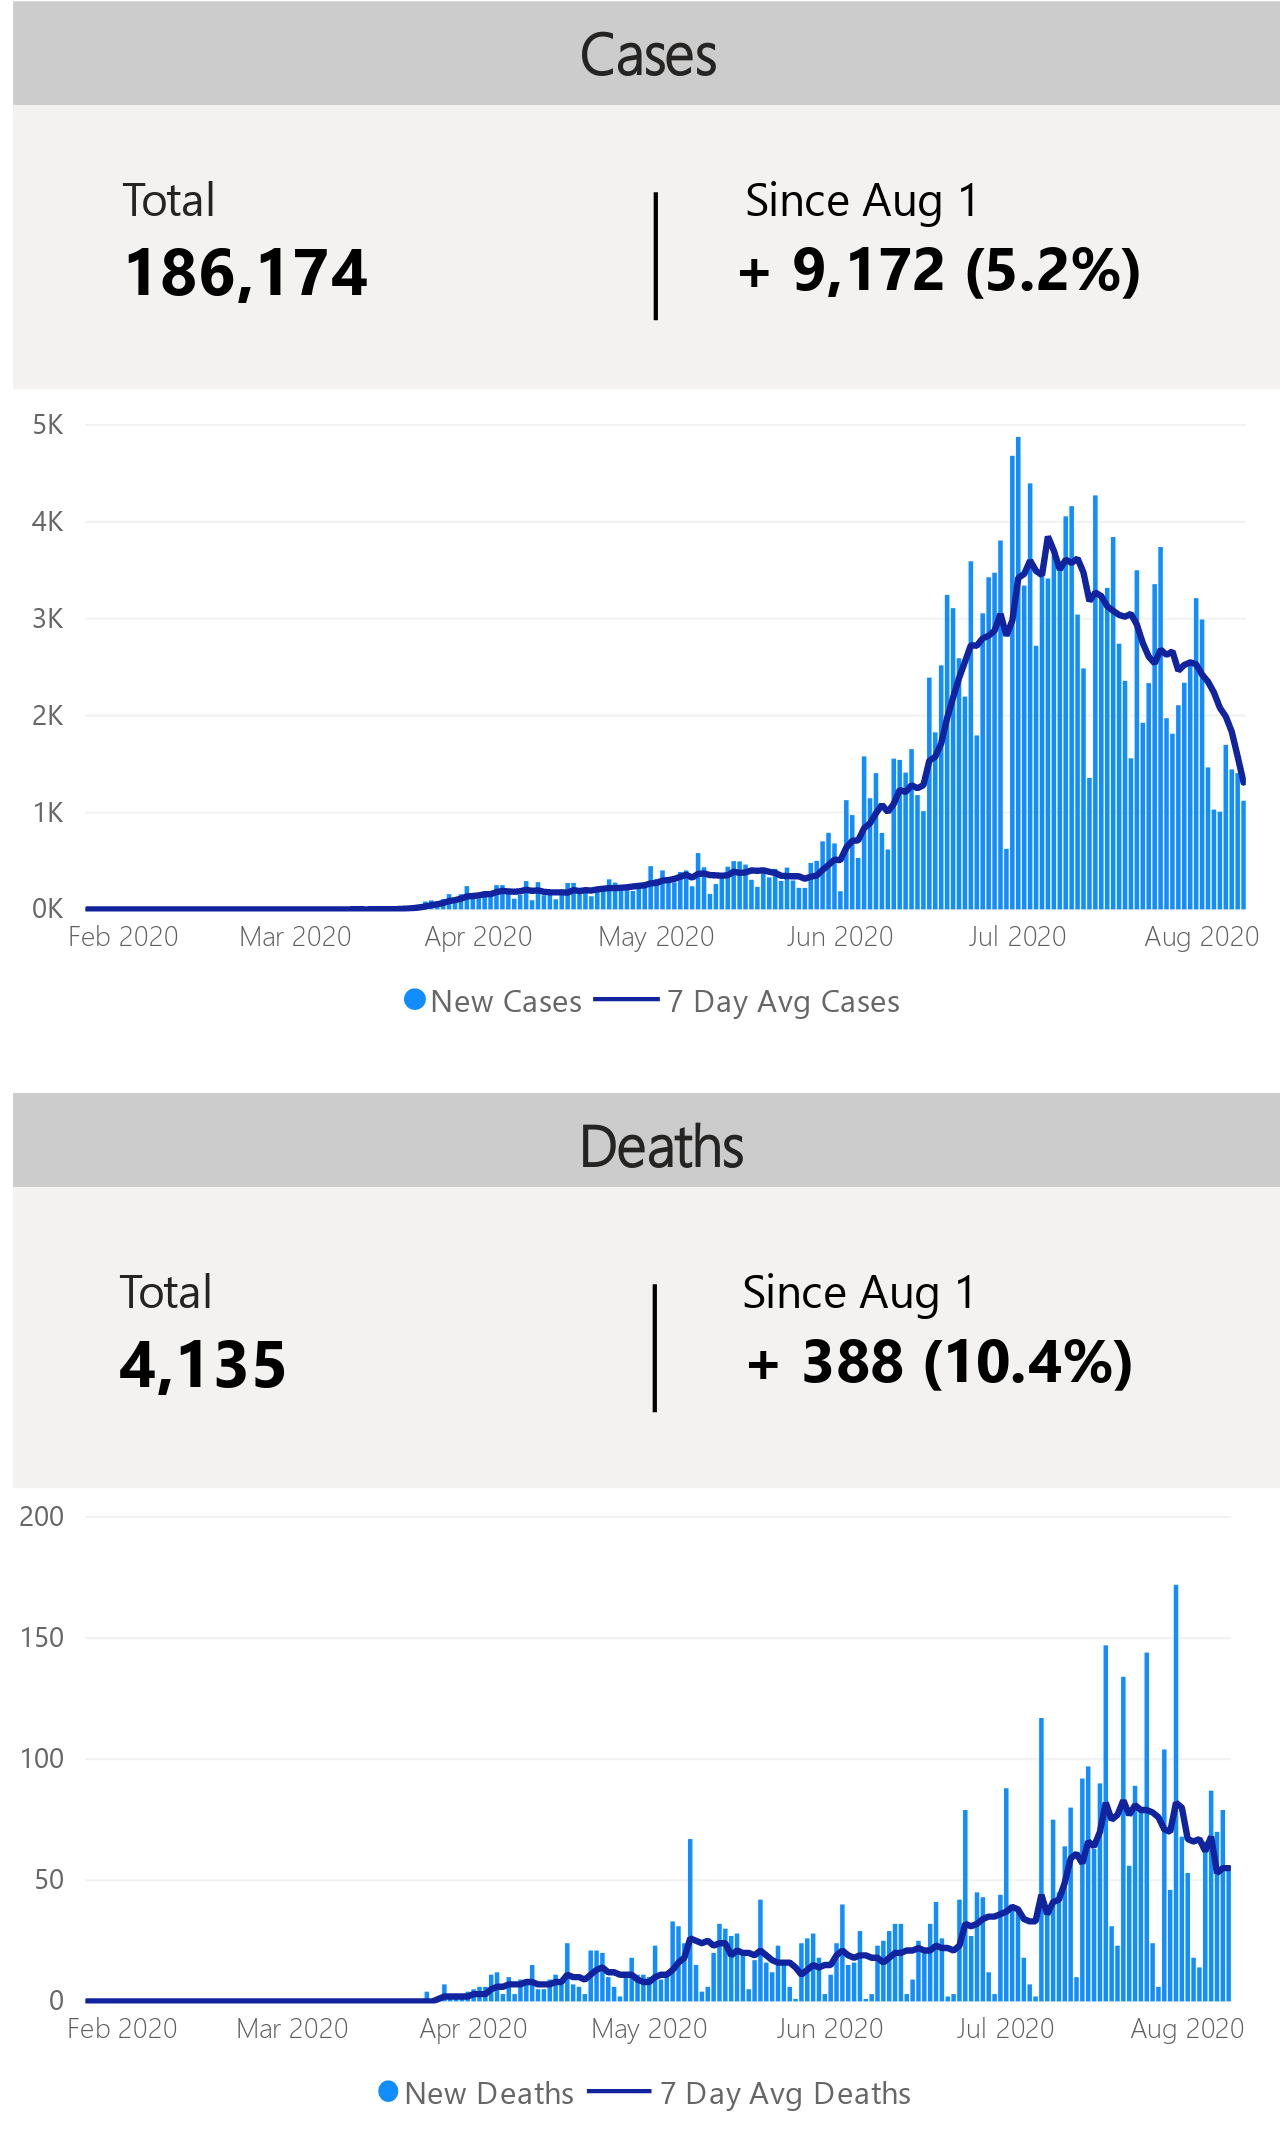 Cases
Total
Since Aug 1
186,174
+ 9,172 (5.2%)
5K
4K
3K
2K
1K
0K
Feb 2020
Mar 2020
Apr 2020
May 2020
Jun 2020
Jul 2020
Aug 2020
New Cases
7 Day Avg Cases
Deaths
Total
Since Aug 1
4,135
+ 388 (10.4%)
200
150
100
50
0
Feb 2020
Mar 2020
Apr 2020
May 2020
Jun 2020
Jul 2020
Aug 2020
New Deaths
7 Day Avg Deaths